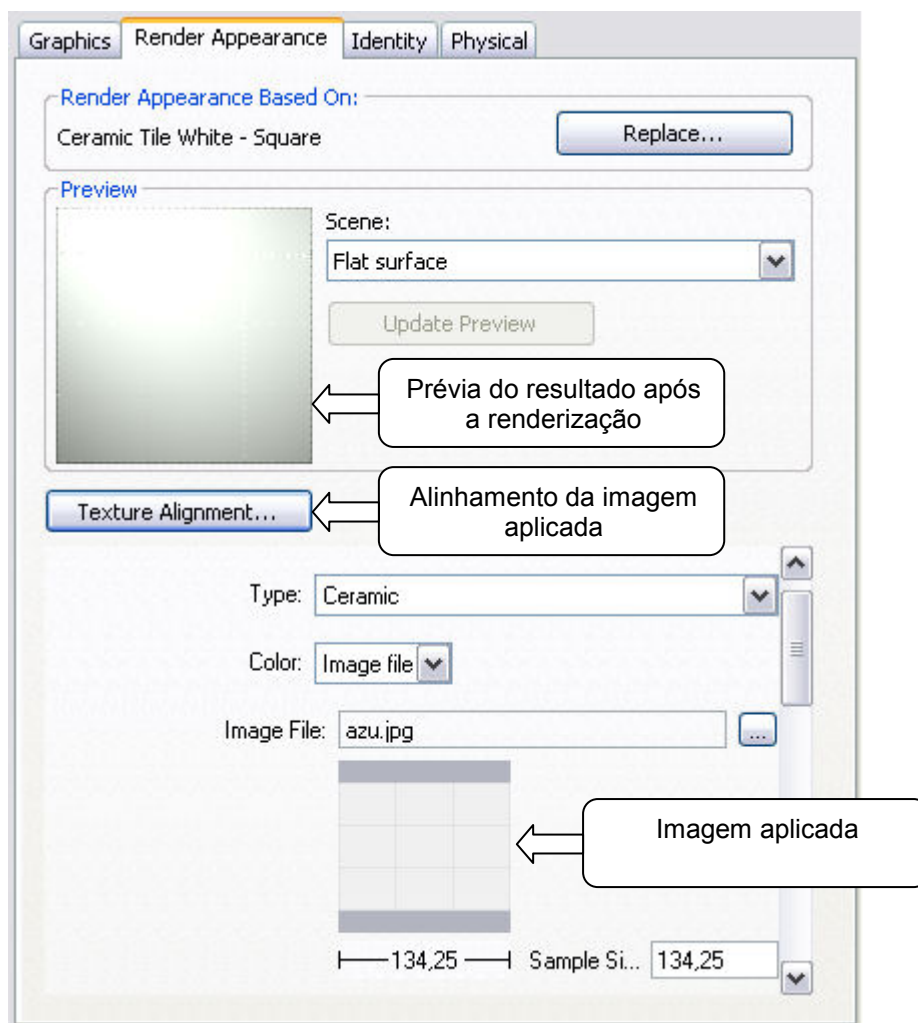 Graphics Render Appearance Identity Physical
Render Appearance Based On:
Ceramic Tile White - Square Replace...
Preview
Scene:
Flat surface
Update Preview
Prévia do resultado após
a renderização
Texture Alignment...
Alinhamento da imagem
aplicada
Type: Ceramic
Color: Image file
Image File: azu.jpg ...
Imagem aplicada
134,25 Sample Si... 134,25